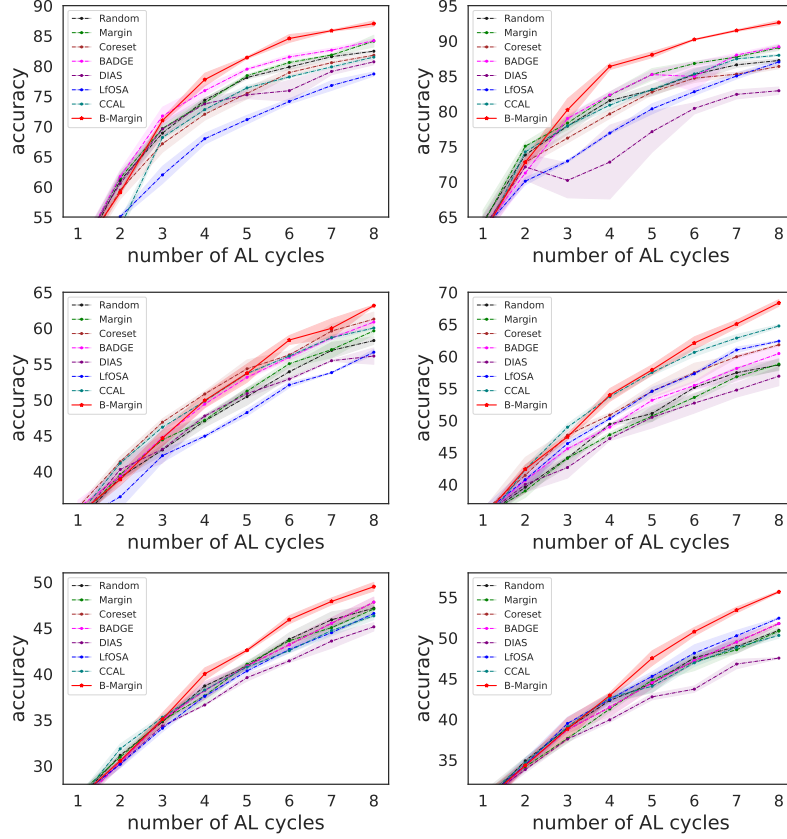 90
85
80
75
70
65
60
55
accuracy
Random
Margin
Coreset
BADGE
DIAS
LfOSA
CCAL
B-Margin
1 2 3 4 5 6 7 8
number of AL cycles
95
90
85
80
75
70
65
accuracy
Random
Margin
Coreset
BADGE
DIAS
LfOSA
CCAL
B-Margin
1 2 3 4 5 6 7 8
number of AL cycles
65
60
55
50
45
40
accuracy
Random
Margin
Coreset
BADGE
DIAS
LfOSA
CCAL
B-Margin
1 2 3 4 5 6 7 8
number of AL cycles
70
65
60
55
50
45
40
accuracy
Random
Margin
Coreset
BADGE
DIAS
LfOSA
CCAL
B-Margin
1 2 3 4 5 6 7 8
number of AL cycles
50
45
40
35
30
accuracy
Random
Margin
Coreset
BADGE
DIAS
LfOSA
CCAL
B-Margin
1 2 3 4 5 6 7 8
number of AL cycles
55
50
45
40
35
accuracy
Random
Margin
Coreset
BADGE
DIAS
LfOSA
CCAL
B-Margin
1 2 3 4 5 6 7 8
number of AL cycles